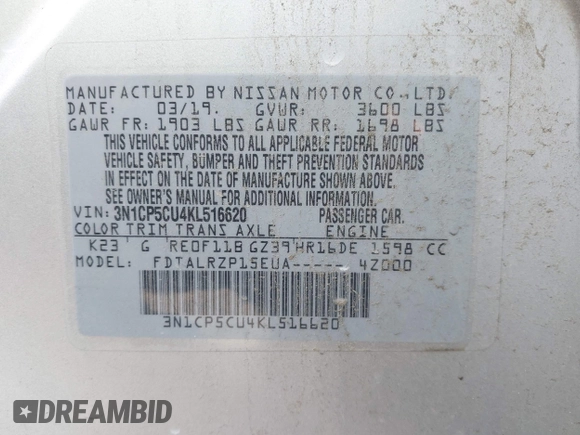 MANUFACTURED BY NISSAN MOTOR CO.,LTD.
DATE: 03/19. GVWR: 3600 LBS
GAWR FR: 1903 LBS GAWR RR: 1698 LBS
THIS VEHICLE CONFORMS TO ALL APPLICABLE FEDERAL MOTOR
VEHICLE SAFETY, BUMPER AND THEFT PREVENTION STANDARDS
IN EFFECT ON THE DATE OF MANUFACTURE SHOWN ABOVE.
SEE OWNER'S MANUAL FOR ADDITIONAL INFORMATION.
VIN: 3N1CP5CU4KL516620 PASSENGER CAR.
COLOR TRIM TRANS AXLE ENGINE
K23 G RE0F11B GZ39 HR16DE 1598 CC
MODEL: FDTALRZP15EUA----- 4Z000
3N1CP5CU4KL516620
DREAMBID